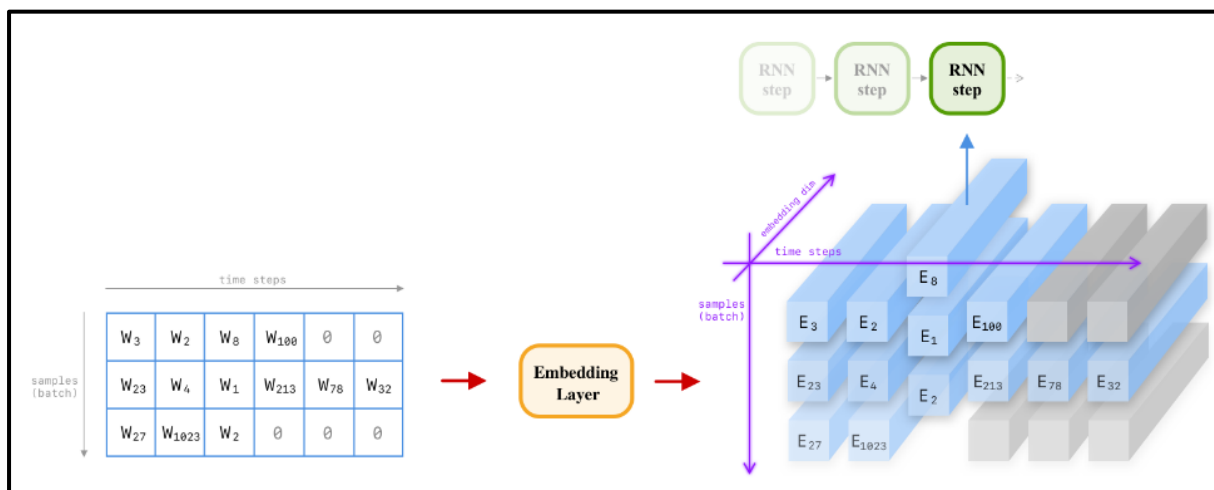 RNN step
RNN step
RNN step
embedding dim
time steps
samples (batch)
E₈
E₃ E₂ E₁ E₁₀₀
E₂₃ E₄ E₂ E₂₁₃ E₇₈ E₃₂
E₂₇ E₁₀₂₃
time steps
samples (batch)
W₃ W₂ W₈ W₁₀₀ 0 0
W₂₃ W₄ W₁ W₂₁₃ W₇₈ W₃₂
W₂₇ W₁₀₂₃ W₂ 0 0 0
Embedding
Layer